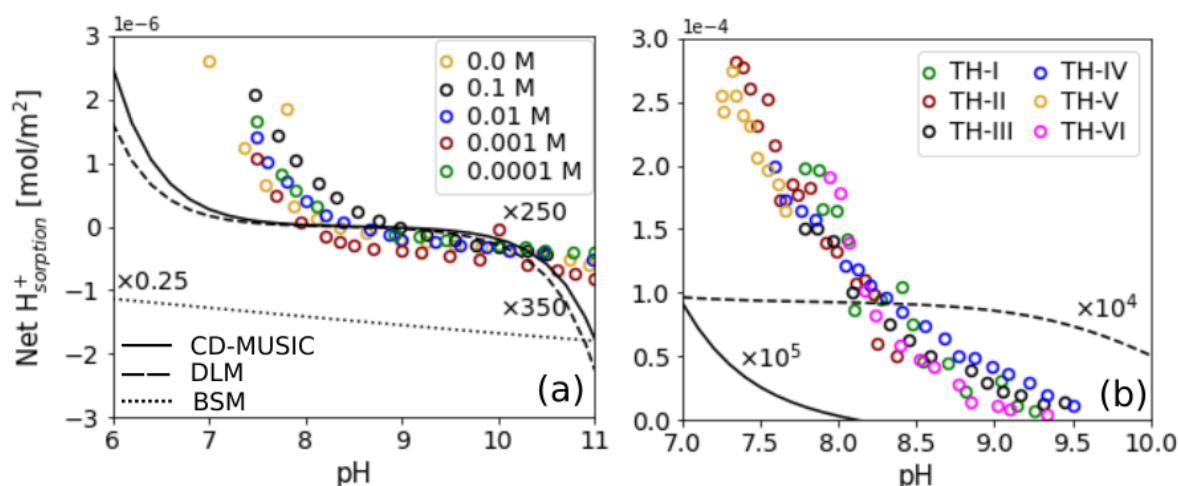 1e−6
3
2
1
0
−1
−2
−3
6
7
8
9
10
11
pH
Net H⁺sorption [mol/m²]
0.0 M
0.1 M
0.01 M
0.001 M
0.0001 M
×250
×0.25
×350
CD-MUSIC
DLM
BSM
(a)
1e−4
3.0
2.5
2.0
1.5
1.0
0.5
0.0
7.0
7.5
8.0
8.5
9.0
9.5
10.0
pH
TH-I
TH-II
TH-III
TH-IV
TH-V
TH-VI
×10⁴
×10⁵
(b)